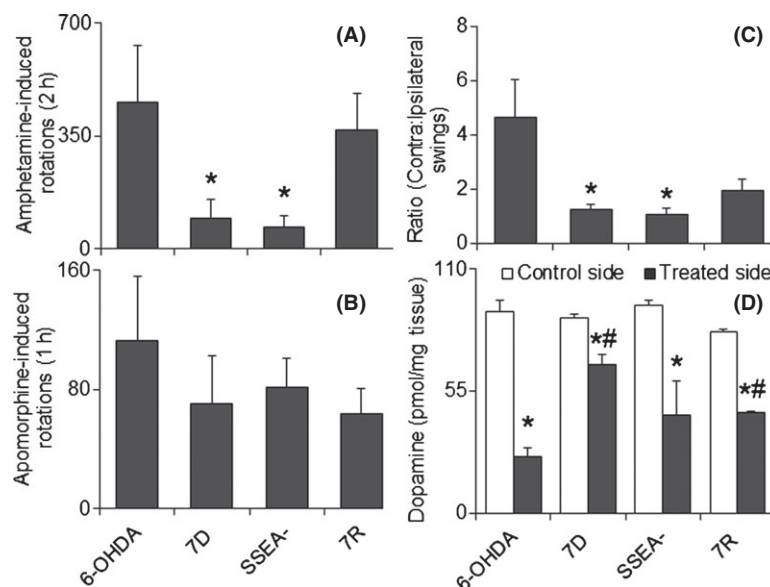 Amphetamine-induced
rotations (2 h)
700
350
0
(A)
*
*
Ratio (Contra:Ipsilateral
swings)
8
6
4
2
0
(C)
*
*
Apomorphine-induced
rotations (1 h)
160
80
0
(B)
6-OHDA
7D
SSEA-
7R
Dopamine (pmol/mg tissue)
110
55
0
Control side
Treated side
(D)
*
*#
*
*#
6-OHDA
7D
SSEA-
7R